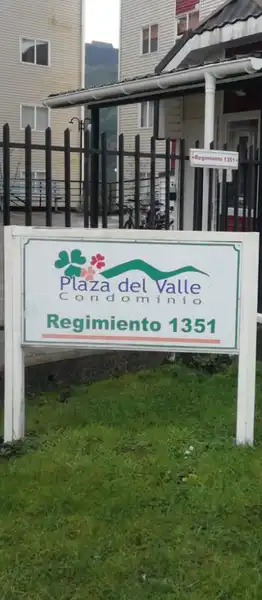 Regimiento 1351
Plaza del Valle
Condominio
Regimiento 1351